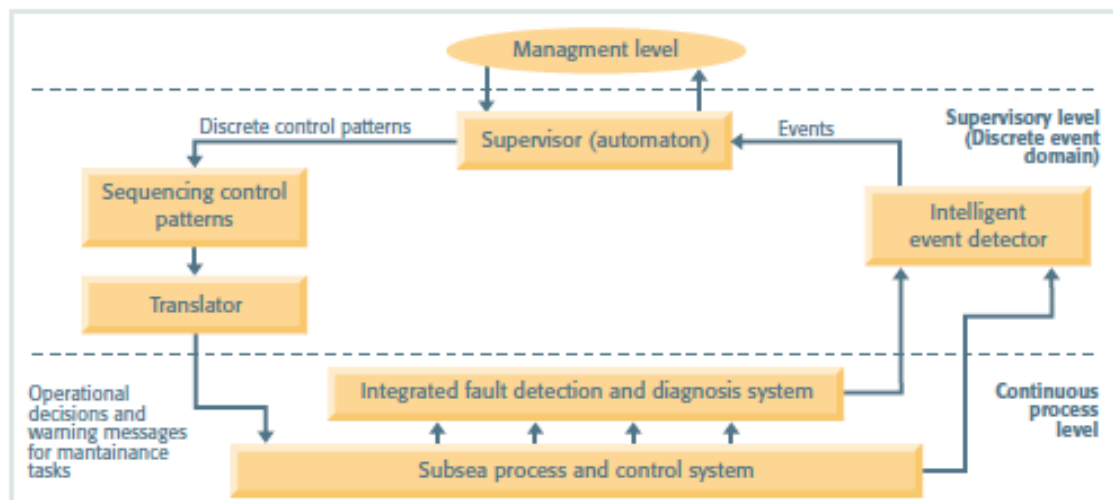 Managment level
Discrete control patterns
Supervisor (automaton)
Events
Supervisory level
(Discrete event
domain)
Sequencing control
patterns
Intelligent
event detector
Translator
Operational
decisions and
warning messages
for mantainance
tasks
Integrated fault detection and diagnosis system
Continuous
process
level
Subsea process and control system